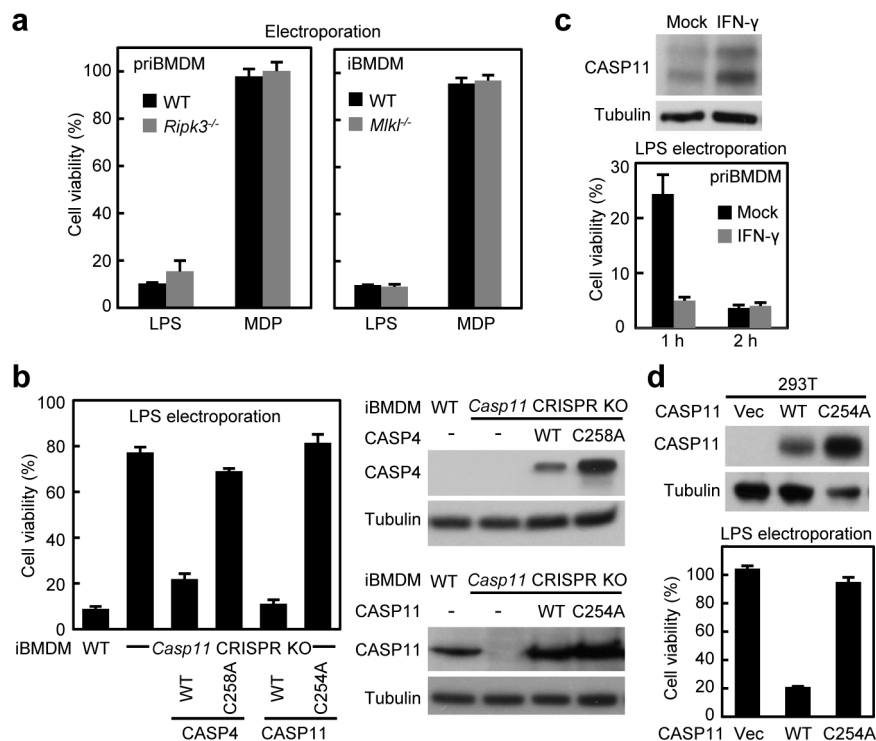 a
Electroporation
priBMDM
WT
Ripk3-/-
iBMDM
WT
Mlkl-/-
Cell viability (%)
100
80
60
40
20
0
LPS MDP LPS MDP
c
Mock IFN-γ
CASP11
Tubulin
LPS electroporation
priBMDM
Mock
IFN-γ
Cell viability (%)
30
20
10
0
1 h 2 h
b
LPS electroporation
Cell viability (%)
100
80
60
40
20
0
iBMDM WT Casp11 CRISPR KO
WT C258A WT C254A
CASP4 CASP11
iBMDM WT Casp11 CRISPR KO
CASP4 - - WT C258A
CASP4
Tubulin
iBMDM WT Casp11 CRISPR KO
CASP11 - - WT C254A
CASP11
Tubulin
d
293T
CASP11 Vec WT C254A
CASP11
Tubulin
LPS electroporation
Cell viability (%)
100
80
60
40
20
0
CASP11 Vec WT C254A